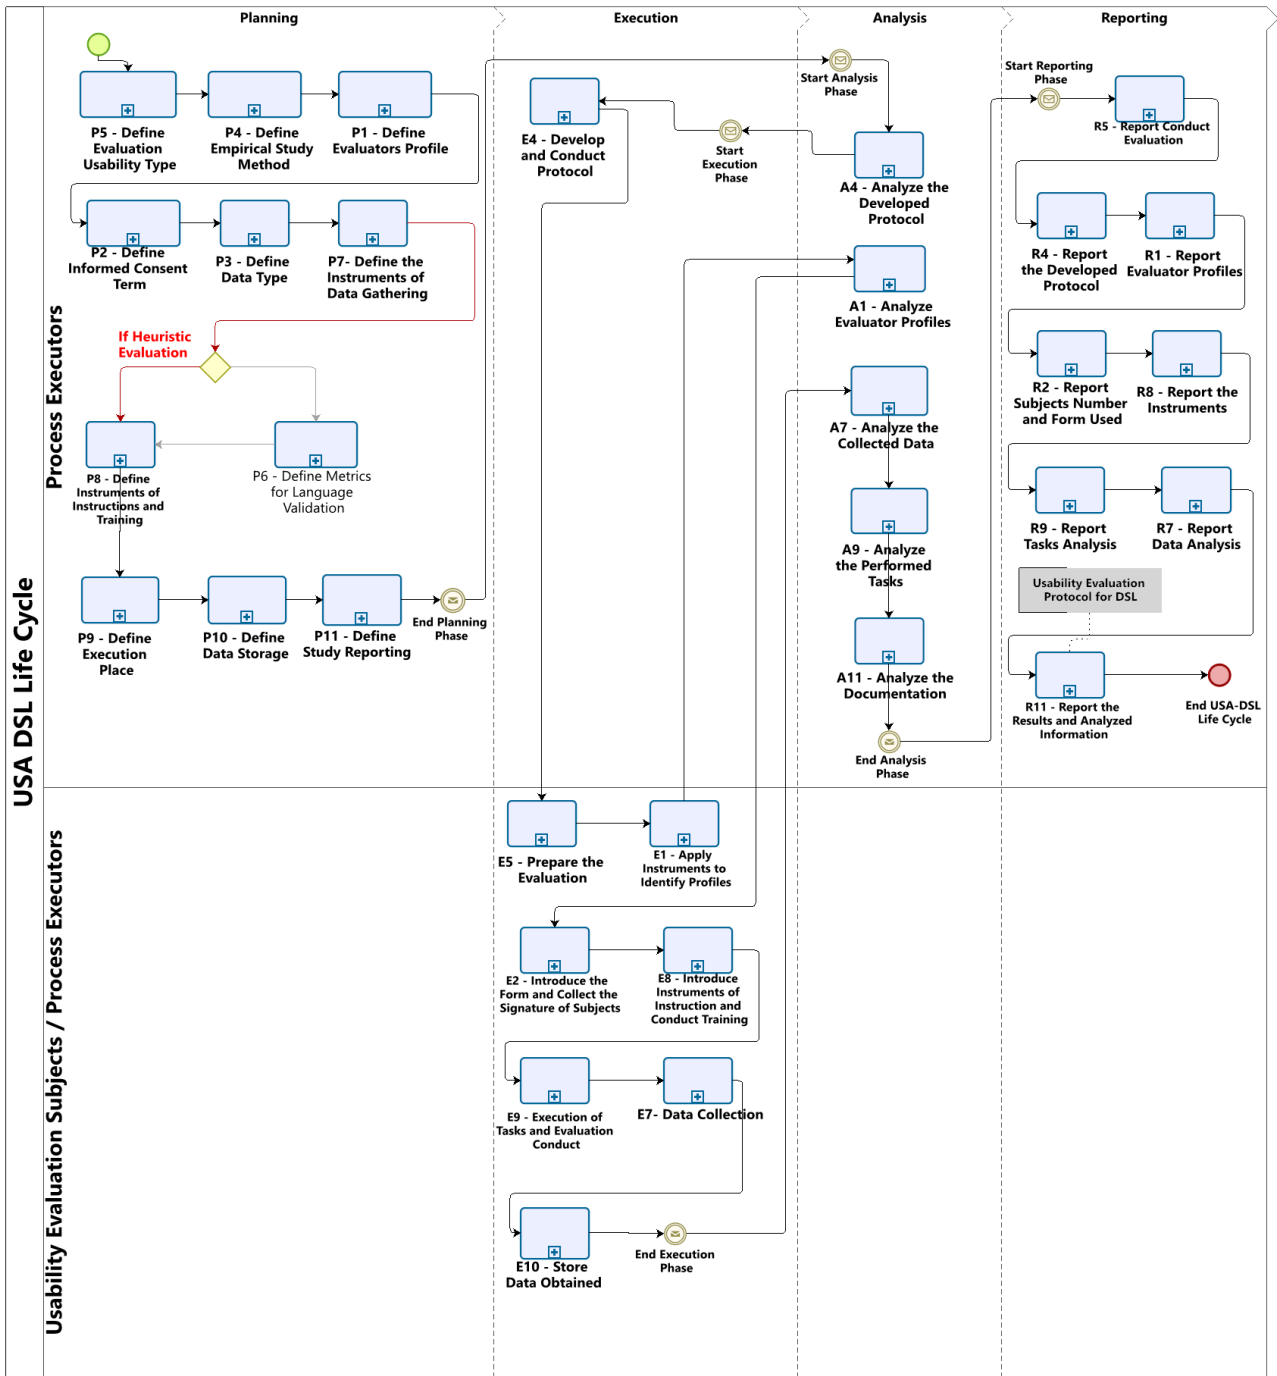 Planning
Execution
Analysis
Reporting
USA DSL Life Cycle
Process Executors
Usability Evaluation Subjects / Process Executors
P5 - Define
Evaluation
Usability Type
P4 - Define
Empirical Study
Method
P1 - Define
Evaluators Profile
P2 - Define
Informed Consent
Term
P3 - Define
Data Type
P7- Define the
Instruments of
Data Gathering
If Heuristic
Evaluation
P8 - Define
Instruments of
Instructions and
Training
P6 - Define Metrics
for Language
Validation
P9 - Define
Execution
Place
P10 - Define
Data Storage
P11 - Define
Study Reporting
End Planning
Phase
E4 - Develop
and Conduct
Protocol
Start
Execution
Phase
Start Analysis
Phase
A4 - Analyze the
Developed
Protocol
A1 - Analyze
Evaluator Profiles
A7 - Analyze the
Collected Data
A9 - Analyze
the Performed
Tasks
A11 - Analyze the
Documentation
End Analysis
Phase
Start Reporting
Phase
R5 - Report Conduct
Evaluation
R4 - Report
the Developed
Protocol
R1 - Report
Evaluator Profiles
R2 - Report
Subjects Number
and Form Used
R8 - Report the
Instruments
R9 - Report
Tasks Analysis
R7 - Report
Data Analysis
Usability Evaluation
Protocol for DSL
R11 - Report the
Results and Analyzed
Information
End USA-DSL
Life Cycle
E5 - Prepare the
Evaluation
E1 - Apply
Instruments to
Identify Profiles
E2 - Introduce the
Form and Collect the
Signature of Subjects
E8 - Introduce
Instruments of
Instruction and
Conduct Training
E9 - Execution of
Tasks and Evaluation
Conduct
E7- Data Collection
E10 - Store
Data Obtained
End Execution
Phase